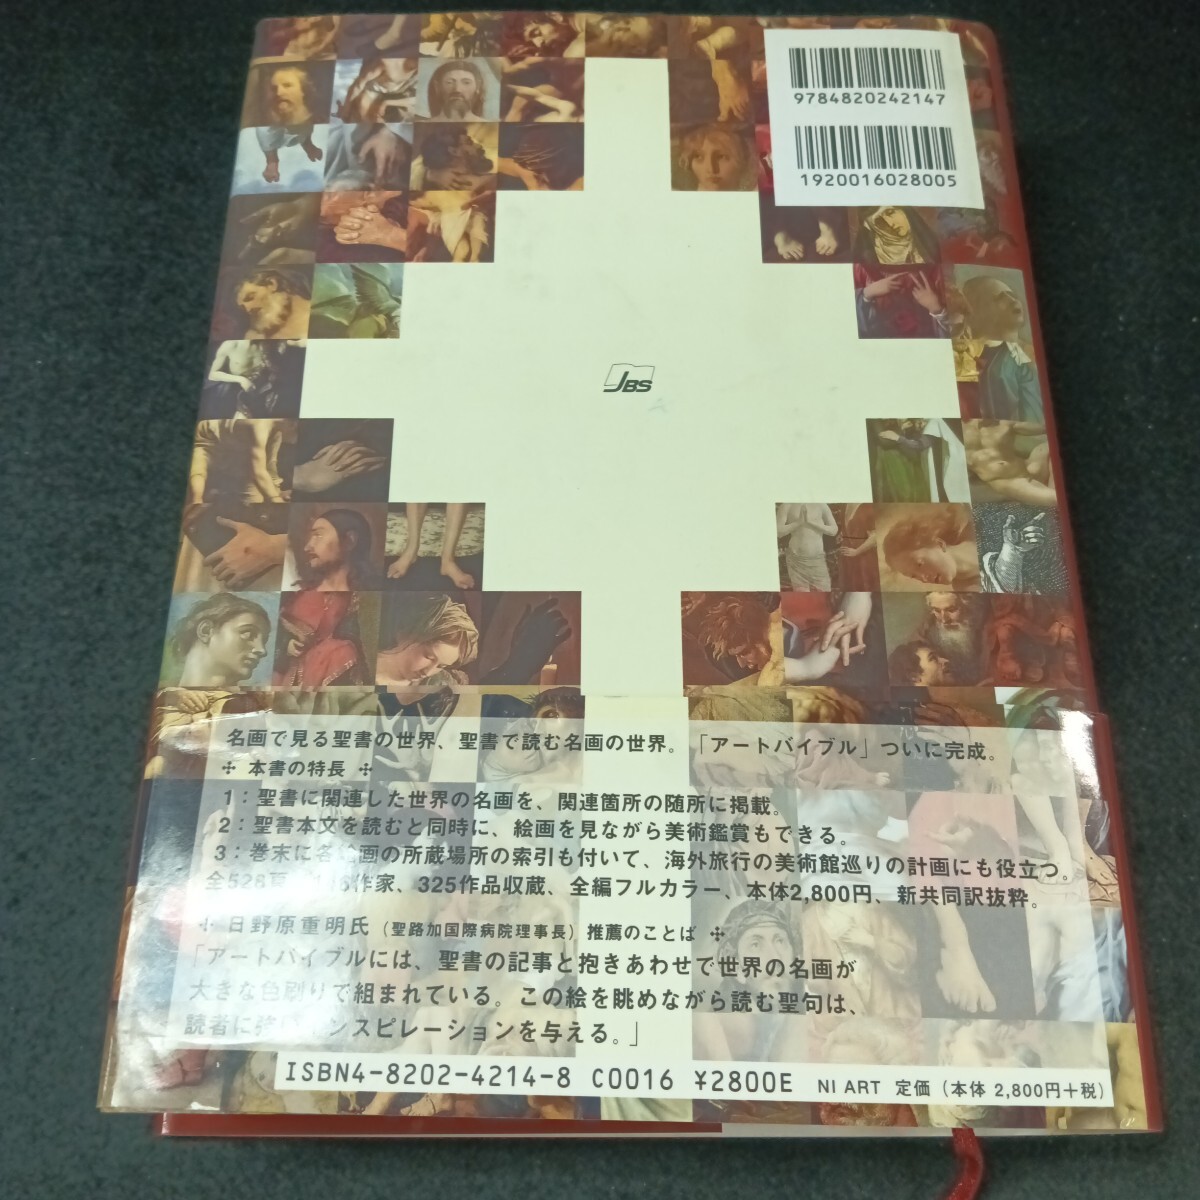 9784820242147
1920016028005
JBS
名画で見る聖書の世界、聖書で読む名画の世界。「アートバイブル」ついに完成。
✣ 本書の特長 ✣
1：聖書に関連した世界の名画を、関連箇所の随所に掲載。
2：聖書本文を読むと同時に、絵画を見ながら美術鑑賞もできる。
3：巻末に各絵画の所蔵場所の索引も付いて、海外旅行の美術館巡りの計画にも役立つ。
全528頁 作家、325作品収蔵、全編フルカラー、本体2,800円、新共同訳抜粋。
✣ 日野原重明氏（聖路加国際病院理事長）推薦のことば ✣
「アートバイブルには、聖書の記事と抱きあわせで世界の名画が
大きな色刷りで組まれている。この絵を眺めながら読む聖句は、
読者に強いインスピレーションを与える。」
ISBN4-8202-4214-8 C0016 ¥2800E NI ART 定価（本体 2,800円＋税）